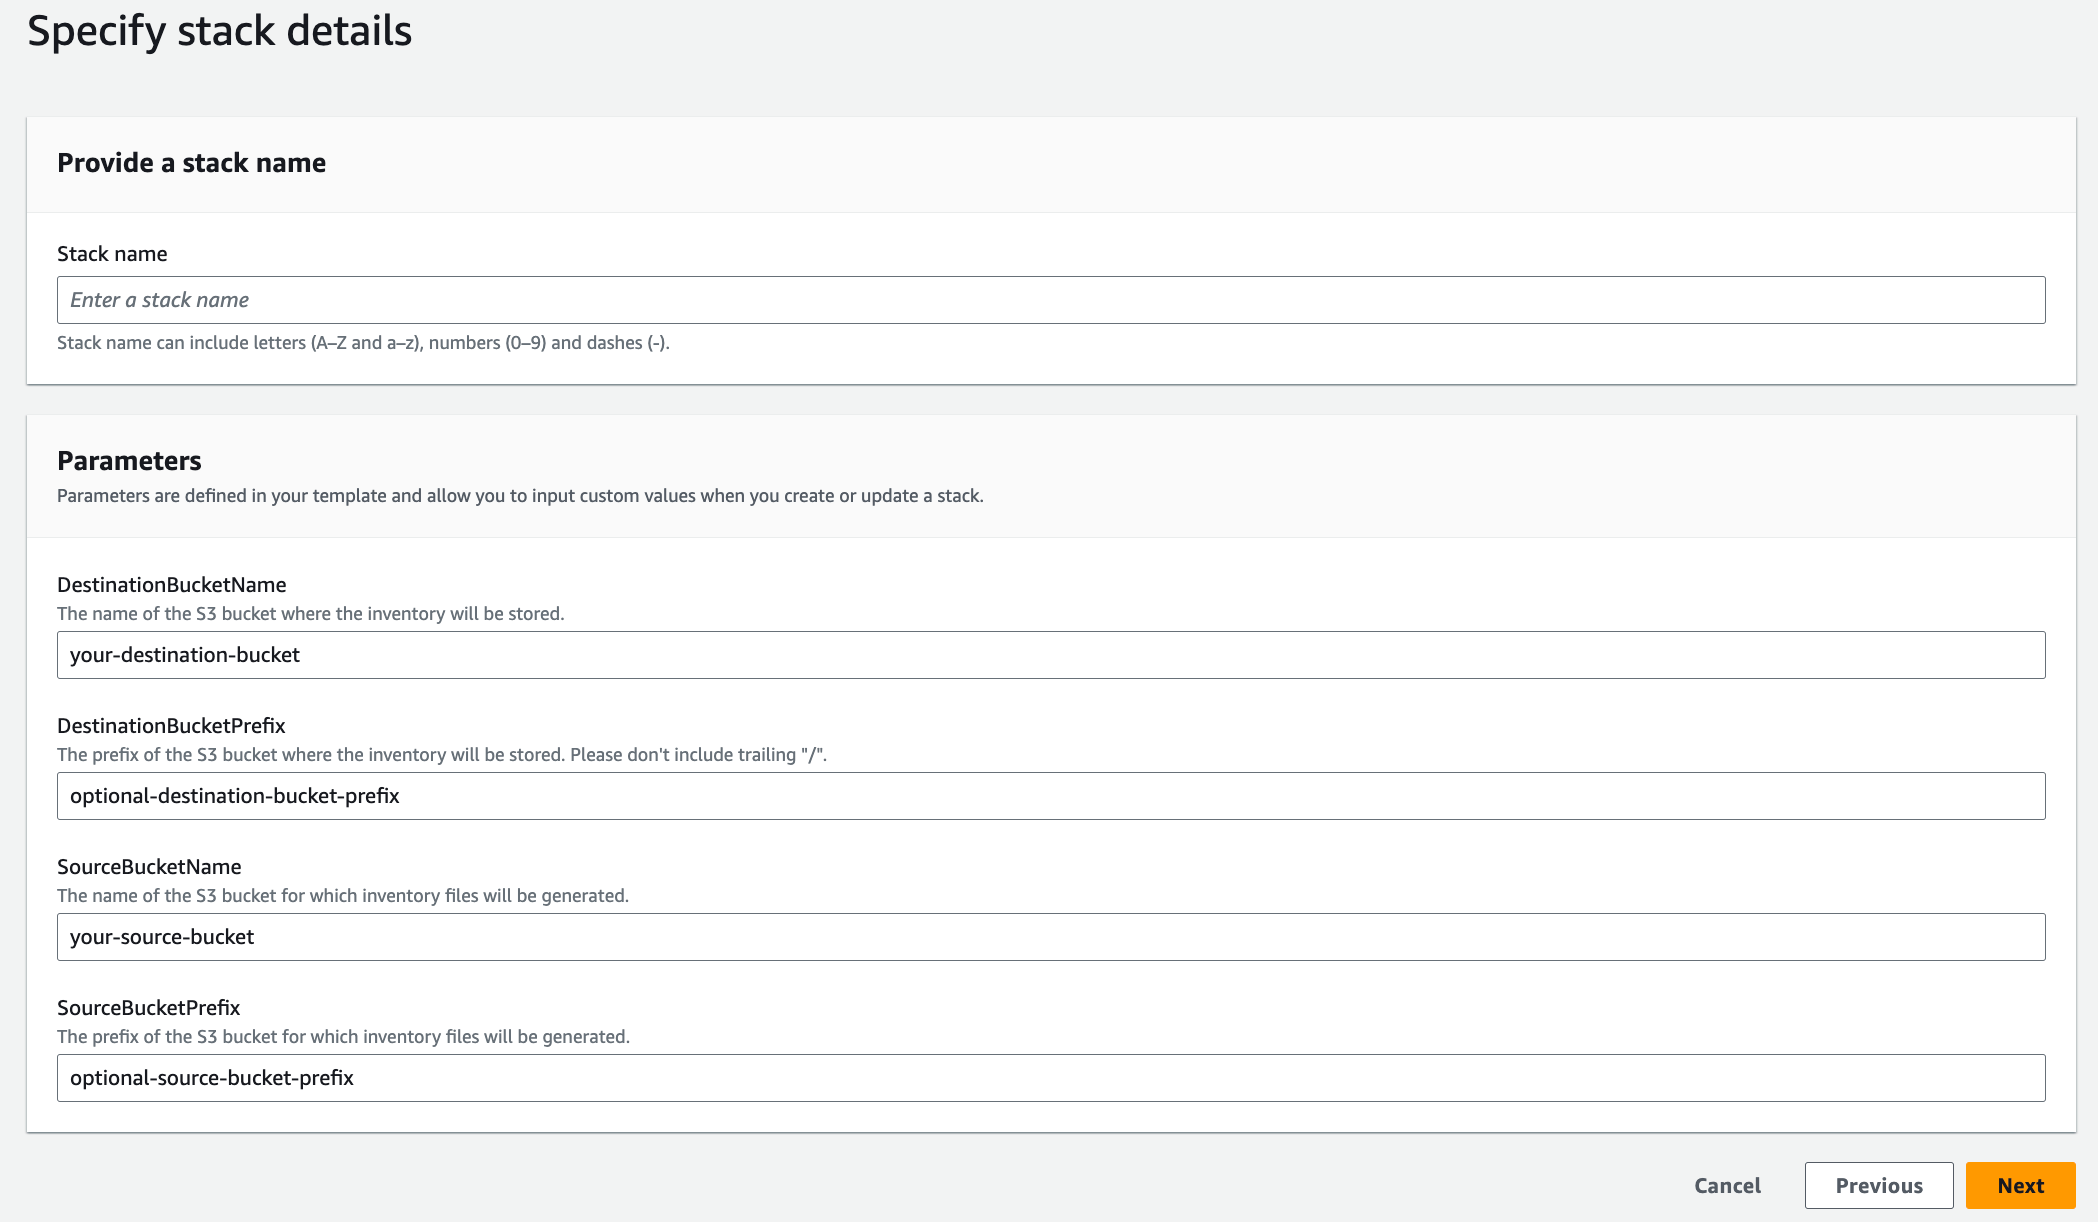 Specify stack details
Provide a stack name
Stack name
Enter a stack name
Stack name can include letters (A–Z and a–z), numbers (0–9) and dashes (-).
Parameters
Parameters are defined in your template and allow you to input custom values when you create or update a stack.
DestinationBucketName
The name of the S3 bucket where the inventory will be stored.
your-destination-bucket
DestinationBucketPrefix
The prefix of the S3 bucket where the inventory will be stored. Please don't include trailing "/".
optional-destination-bucket-prefix
SourceBucketName
The name of the S3 bucket for which inventory files will be generated.
your-source-bucket
SourceBucketPrefix
The prefix of the S3 bucket for which inventory files will be generated.
optional-source-bucket-prefix
Cancel Previous Next